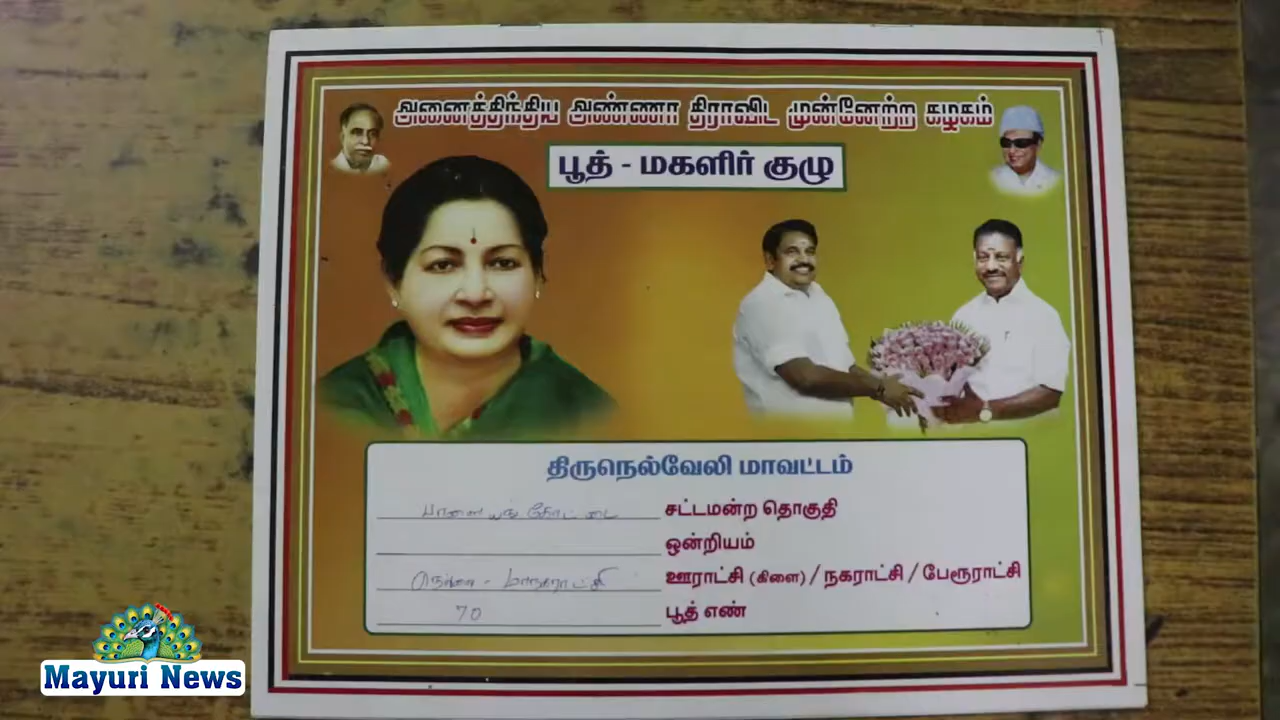 அனைத்திந்திய அண்ணா திராவிட முன்னேற்ற கழகம்
பூத் - மகளிர் குழு
திருநெல்வேலி மாவட்டம்
பாளையங்கோட்டை சட்டமன்ற தொகுதி
ஒன்றியம்
நெல்லை - மாநகராட்சி ஊராட்சி (கிளை) / நகராட்சி / பேரூராட்சி
70 பூத் எண்
Mayuri News